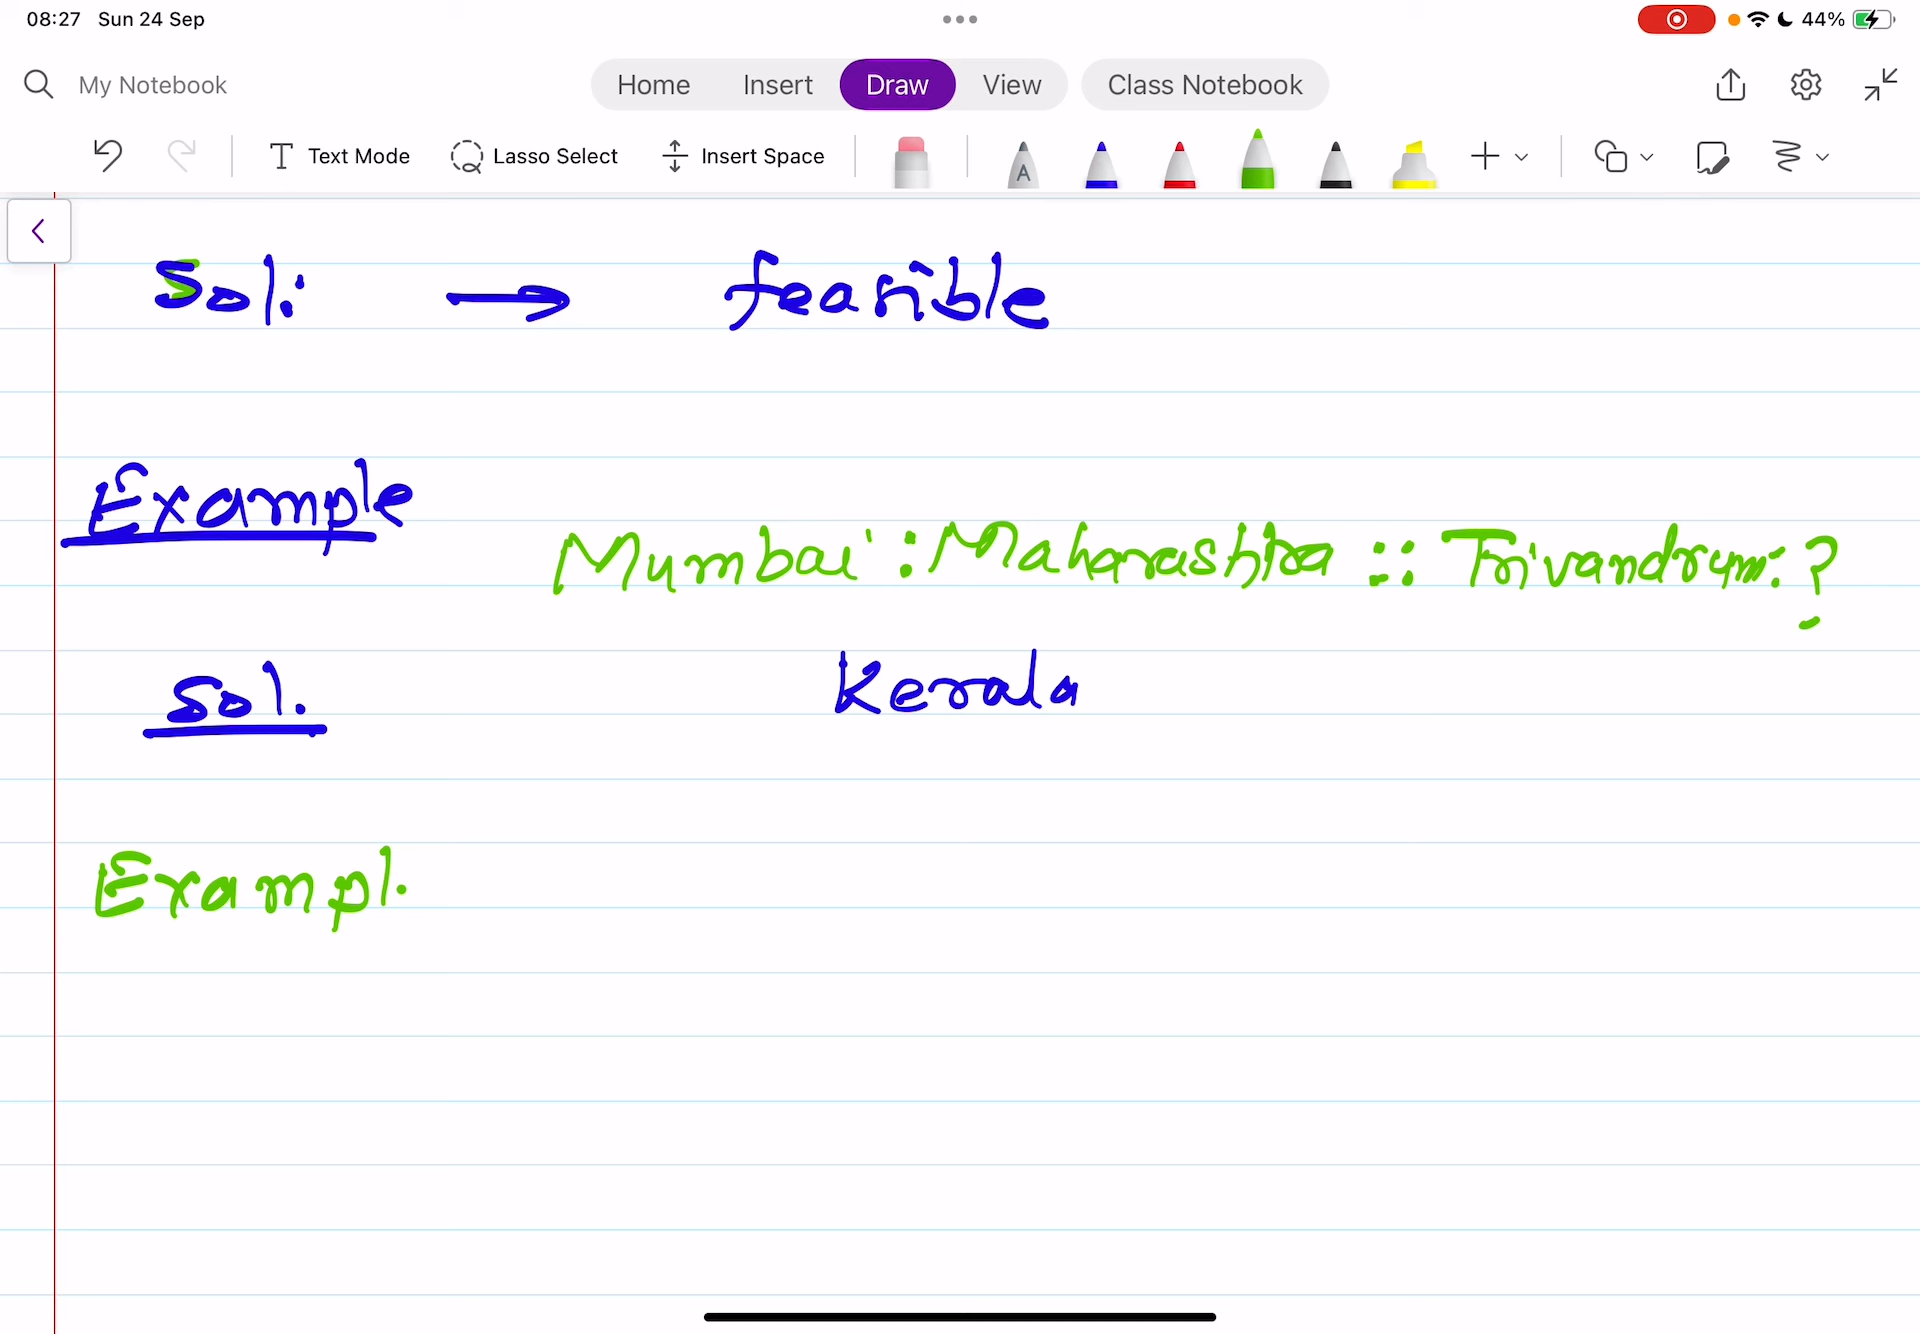 08:27 Sun 24 Sep 44%
My Notebook Home Insert Draw View Class Notebook
Text Mode Lasso Select Insert Space A
Sol: → feasible
Example
Mumbai : Maharashtra :: Trivandrum: ?
Sol. Kerala
Exampl.